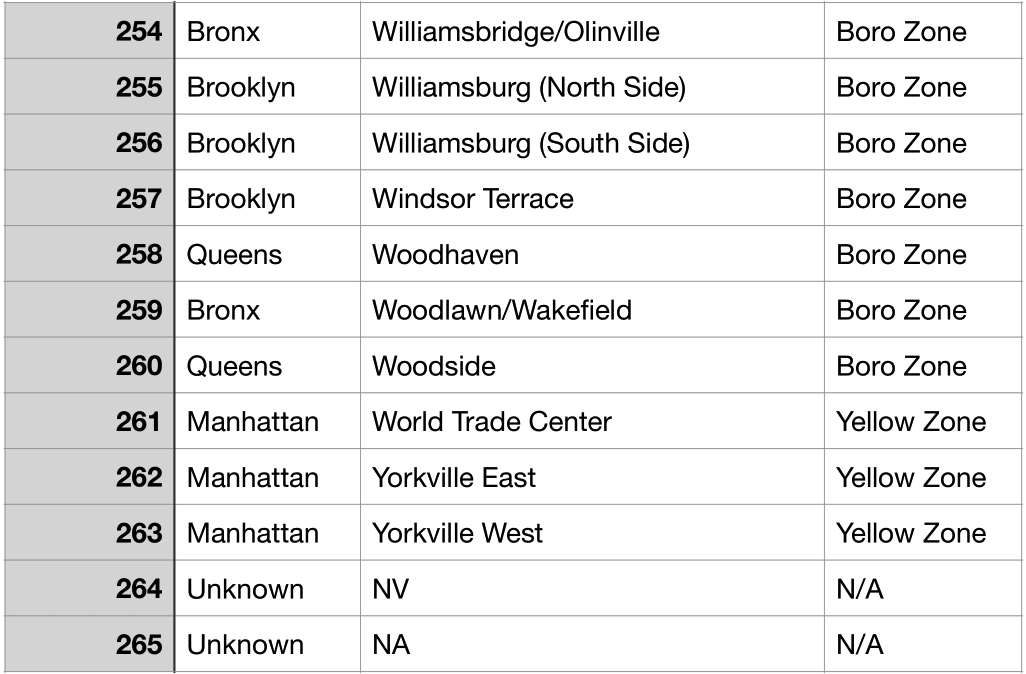 254 Bronx Williamsbridge/Olinville Boro Zone
255 Brooklyn Williamsburg (North Side) Boro Zone
256 Brooklyn Williamsburg (South Side) Boro Zone
257 Brooklyn Windsor Terrace Boro Zone
258 Queens Woodhaven Boro Zone
259 Bronx Woodlawn/Wakefield Boro Zone
260 Queens Woodside Boro Zone
261 Manhattan World Trade Center Yellow Zone
262 Manhattan Yorkville East Yellow Zone
263 Manhattan Yorkville West Yellow Zone
264 Unknown NV N/A
265 Unknown NA N/A